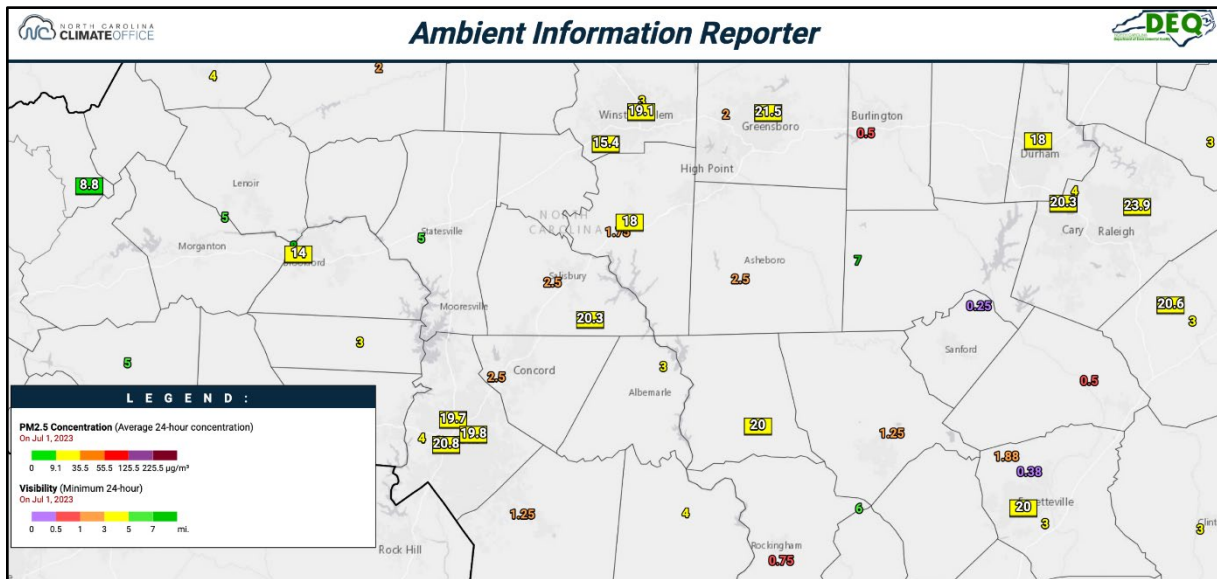 NORTH CAROLINA
CLIMATEOFFICE
Ambient Information Reporter
DEQ
4
2
3
19.1
2
21.5
Greensboro
Burlington
0.5
15.4
18
Durham
3
High Point
8.8
Lenoir
4
20.3
23.9
Cary
Raleigh
5
NORTH
CAROLINA
18
1.75
Morganton
14
5
Statesville
Asheboro
7
2.5
Salisbury
2.5
Mooresville
20.3
0.25
20.6
3
Sanford
5
3
2.5
Concord
3
Albemarle
0.5
LEGEND:
PM2.5 Concentration (Average 24-hour concentration)
On Jul 1, 2023
0 9.1 35.5 55.5 125.5 225.5 µg/m³
Visibility (Minimum 24-hour)
On Jul 1, 2023
0 0.5 1 3 5 7 mi.
19.7
4
19.8
20.8
20
1.25
1.88
0.38
20
3
1.25
4
6
3
Rock Hill
Rockingham
0.75